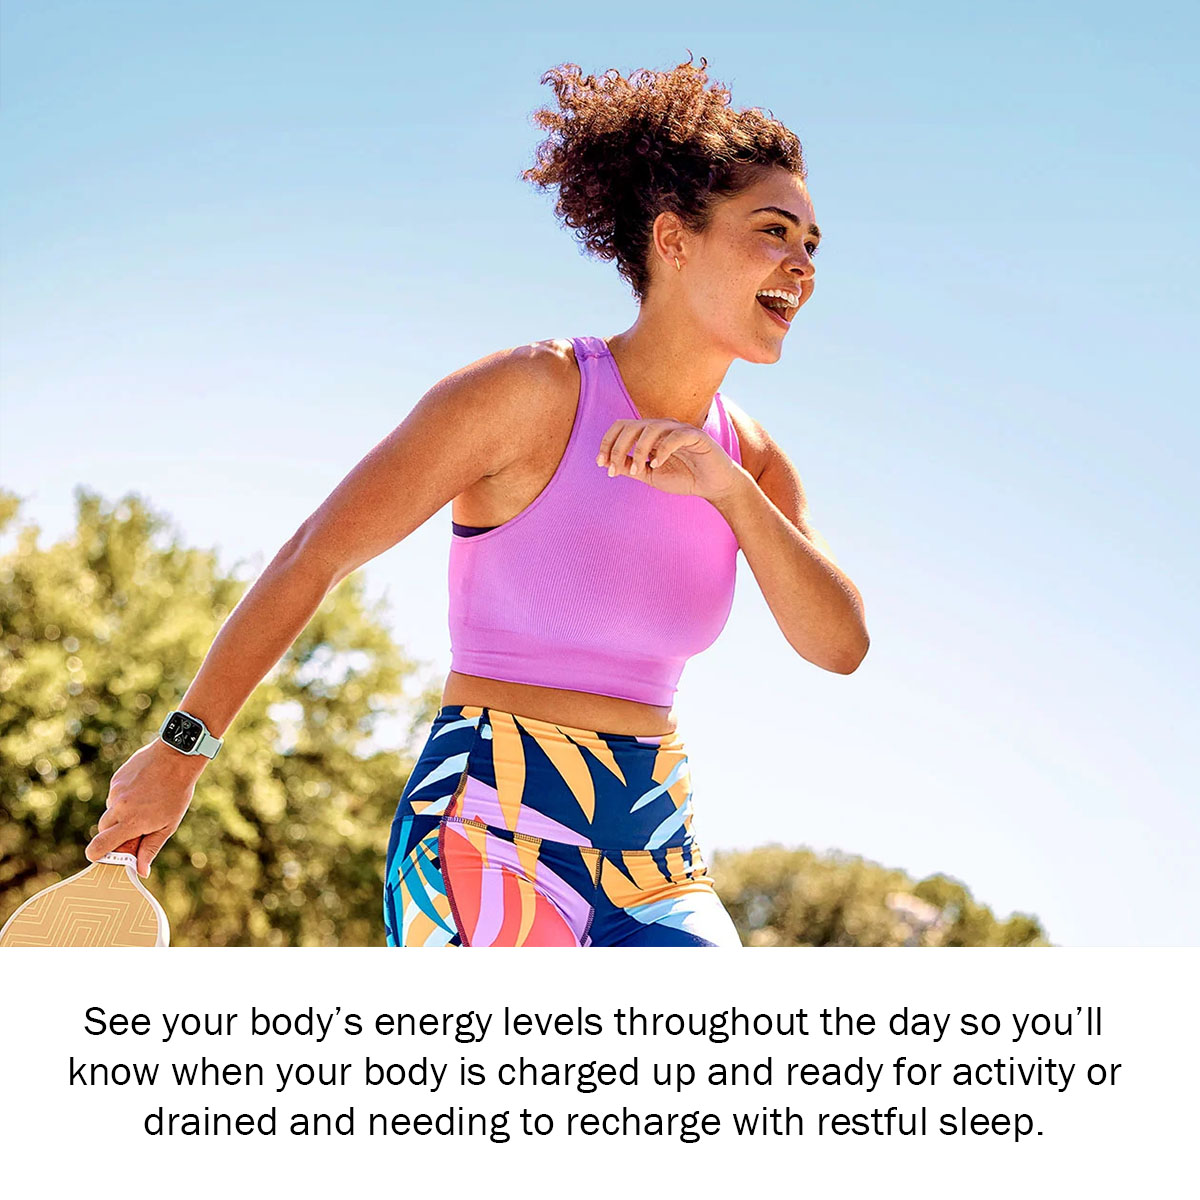 See your body’s energy levels throughout the day so you’ll
know when your body is charged up and ready for activity or
drained and needing to recharge with restful sleep.